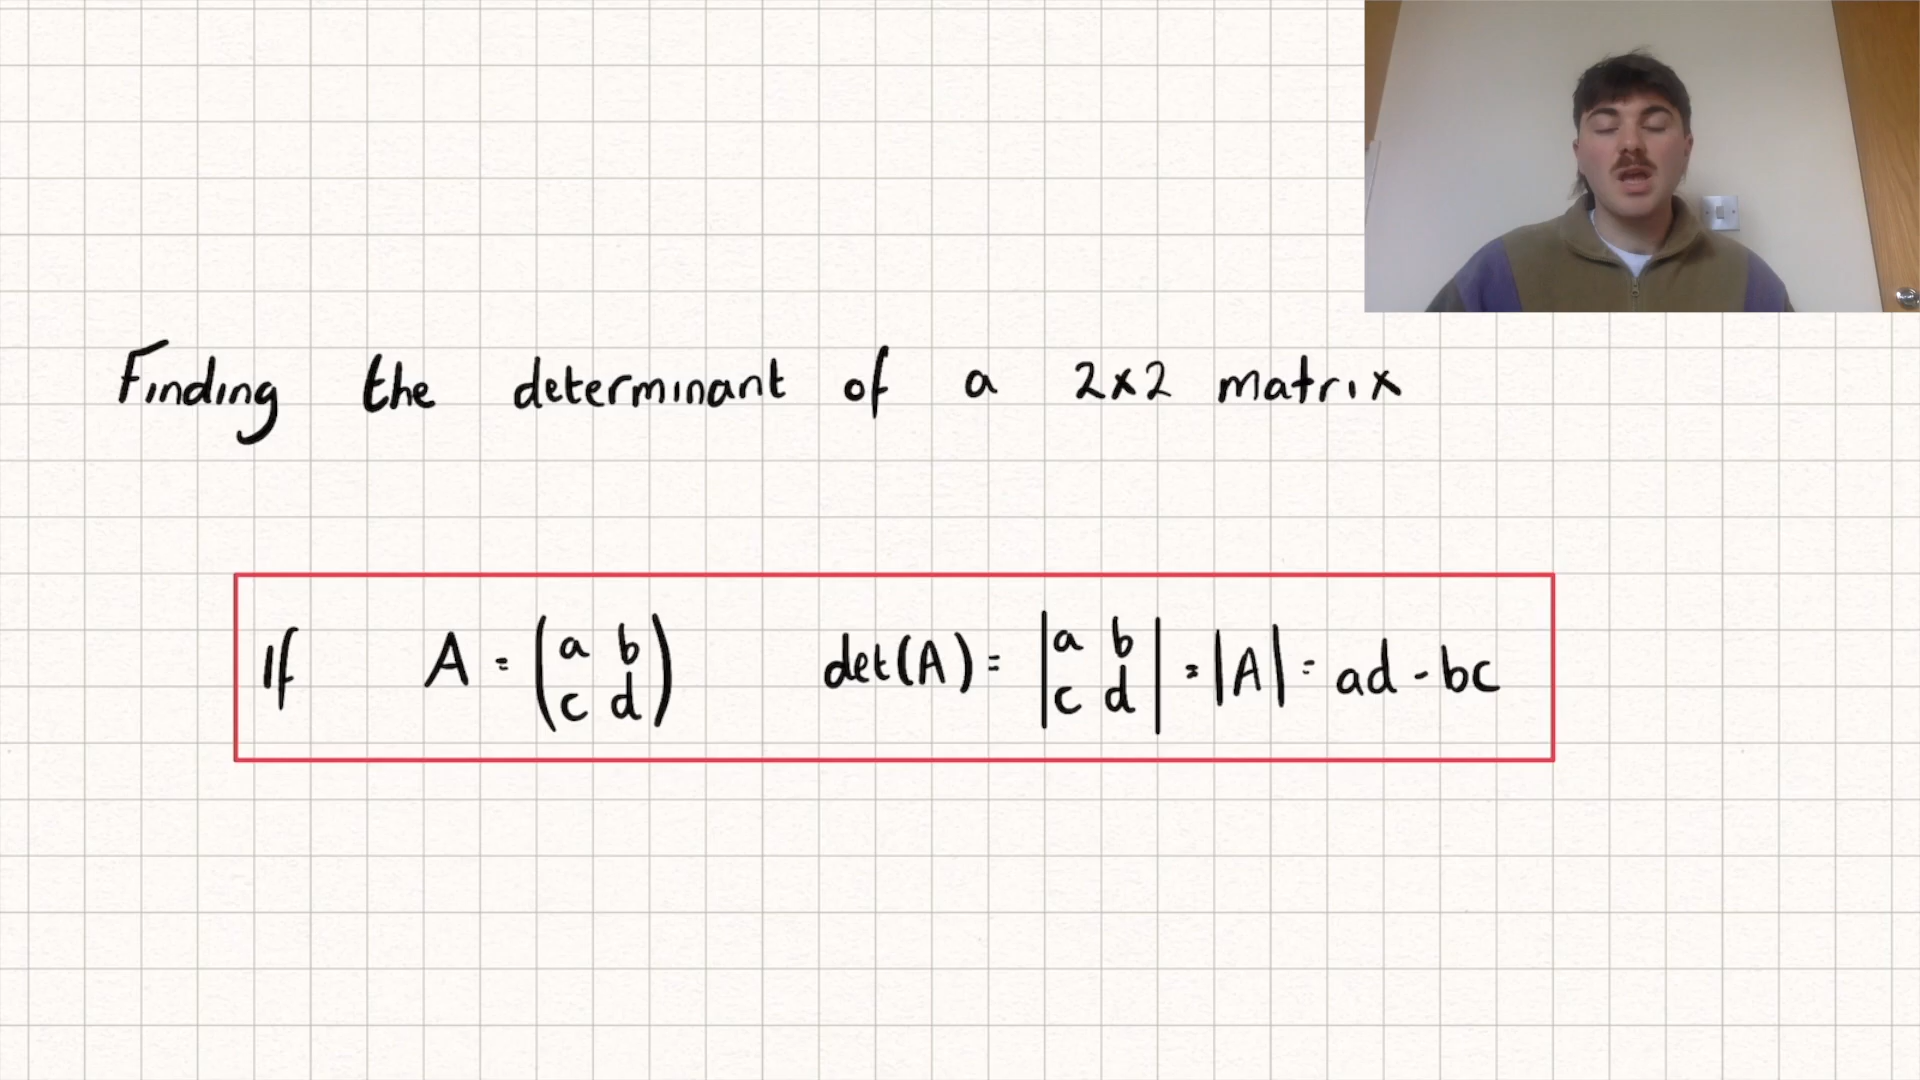 Finding the determinant of a 2x2 matrix
If A = (a b
c d) det(A) = |a b
c d| = |A| = ad - bc